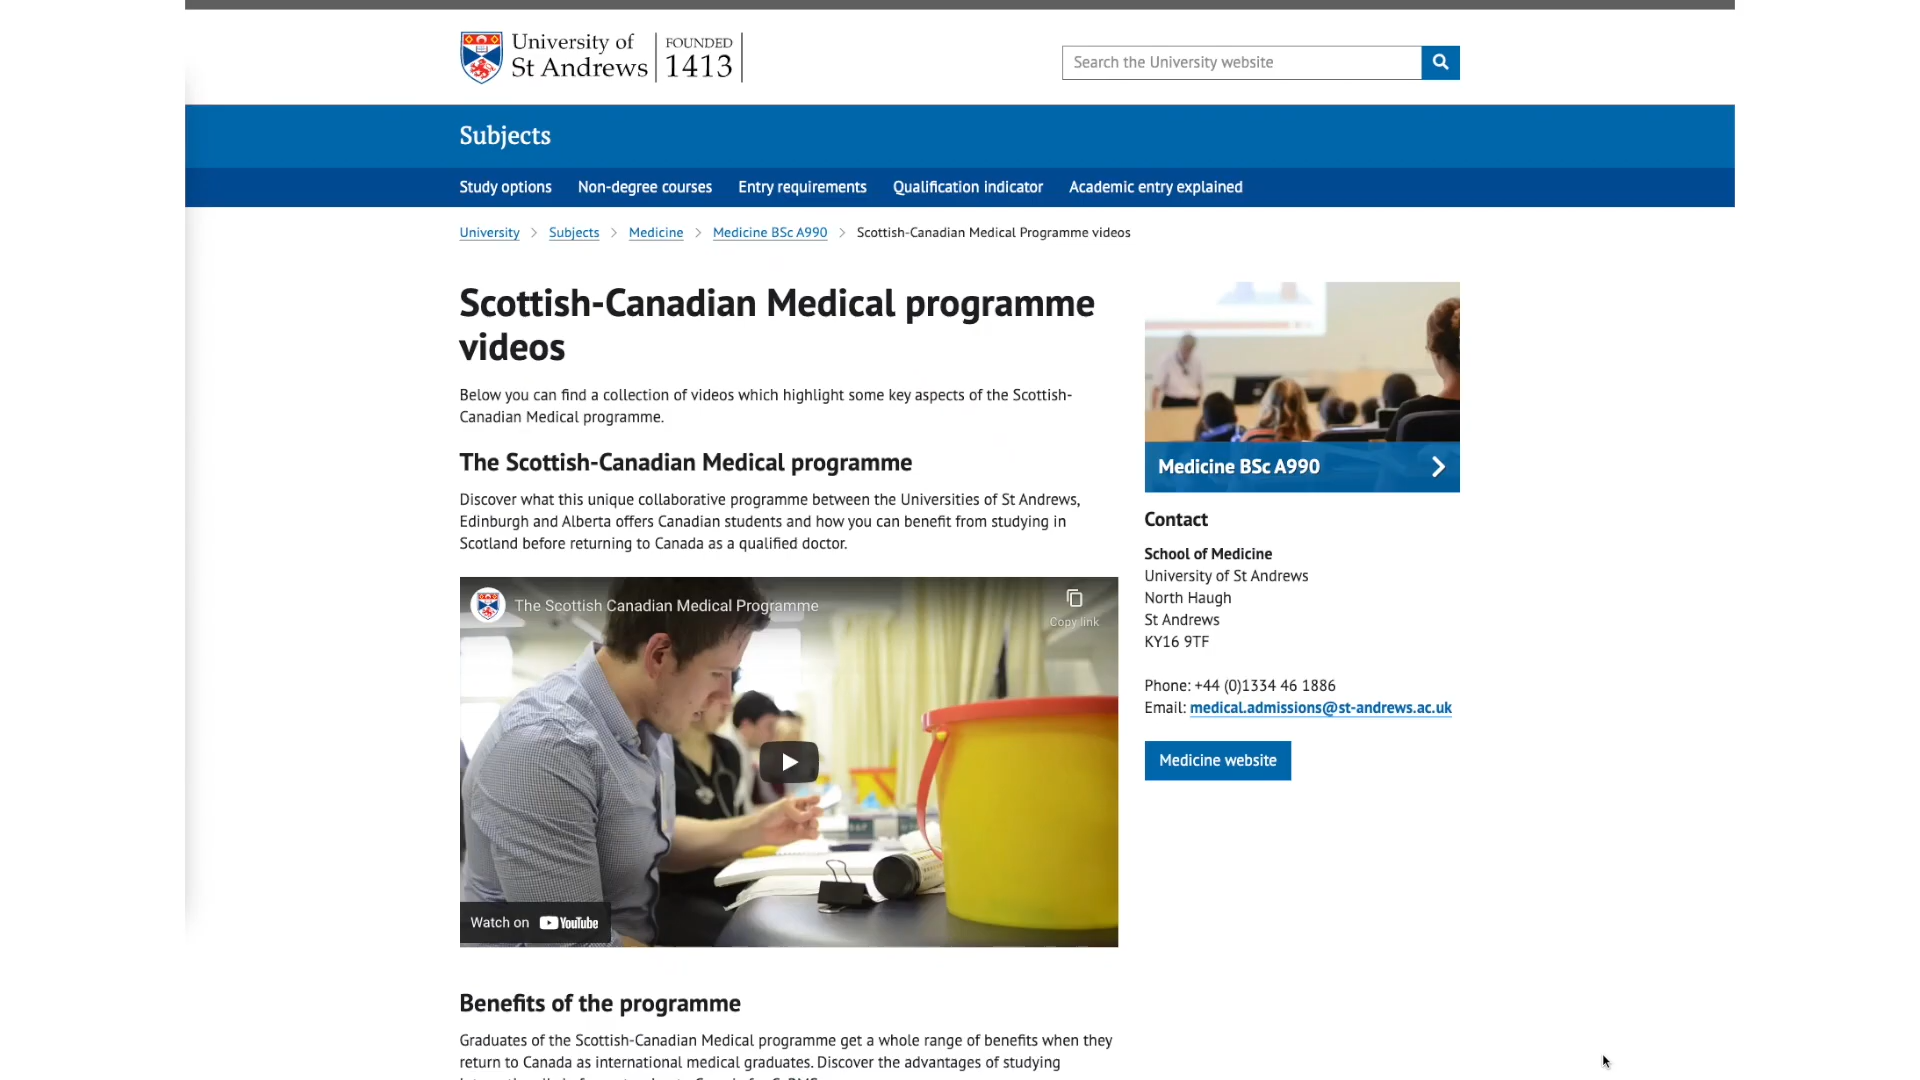 University of
St Andrews
FOUNDED
1413
Search the University website
Subjects
Study options
Non-degree courses
Entry requirements
Qualification indicator
Academic entry explained
University > Subjects > Medicine > Medicine BSc A990 > Scottish-Canadian Medical Programme videos
Scottish-Canadian Medical programme
videos
Below you can find a collection of videos which highlight some key aspects of the Scottish-
Canadian Medical programme.
The Scottish-Canadian Medical programme
Discover what this unique collaborative programme between the Universities of St Andrews,
Edinburgh and Alberta offers Canadian students and how you can benefit from studying in
Scotland before returning to Canada as a qualified doctor.
The Scottish Canadian Medical Programme
Copy link
Watch on YouTube
Benefits of the programme
Graduates of the Scottish-Canadian Medical programme get a whole range of benefits when they
return to Canada as international medical graduates. Discover the advantages of studying
Medicine BSc A990
Contact
School of Medicine
University of St Andrews
North Haugh
St Andrews
KY16 9TF
Phone: +44 (0)1334 46 1886
Email: medical.admissions@st-andrews.ac.uk
Medicine website